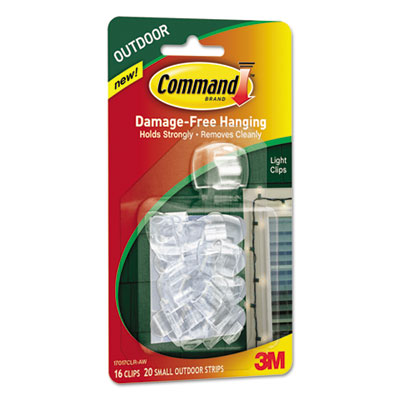 OUTDOOR
new!
Command
BRAND
Damage-Free Hanging
Holds Strongly • Removes Cleanly
Light
Clips
17017CLR-AW
16 CLIPS 20 SMALL OUTDOOR STRIPS
3M